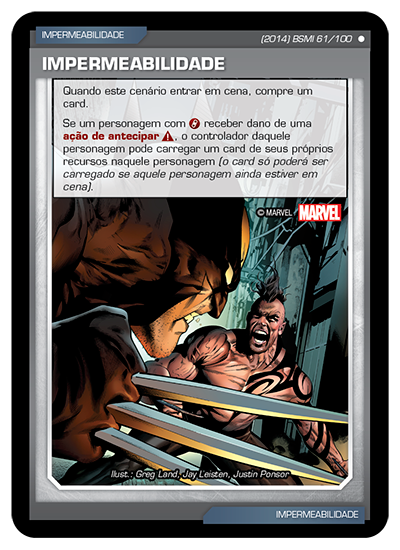 IMPERMEABILIDADE
(2014) BSMI 61/100
IMPERMEABILIDADE
Quando este cenário entrar em cena, compre um
card.
Se um personagem com receber dano de uma
ação de antecipar , o controlador daquele
personagem pode carregar um card de seus próprios
recursos naquele personagem (o card só poderá ser
carregado se aquele personagem ainda estiver em
cena).
© MARVEL MARVEL
Ilust.: Greg Land, Jay Leisten, Justin Ponsor
IMPERMEABILIDADE